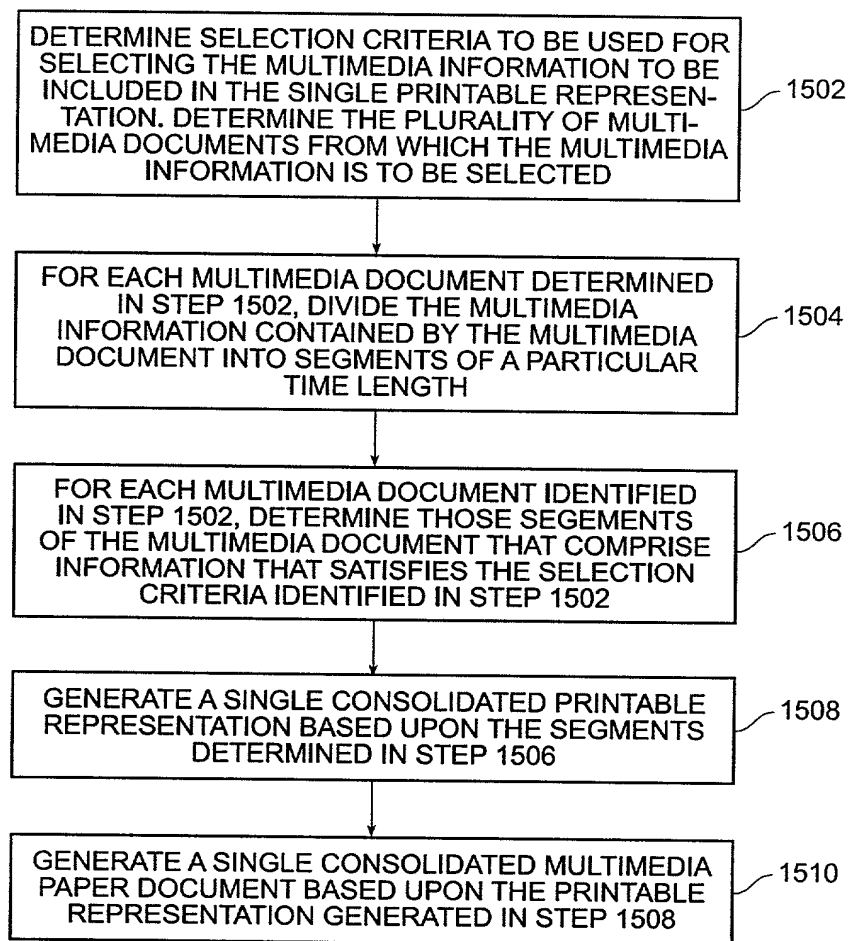 DETERMINE SELECTION CRITERIA TO BE USED FOR
SELECTING THE MULTIMEDIA INFORMATION TO BE
INCLUDED IN THE SINGLE PRINTABLE REPRESEN-
TATION. DETERMINE THE PLURALITY OF MULTI-
MEDIA DOCUMENTS FROM WHICH THE MULTIMEDIA
INFORMATION IS TO BE SELECTED
1502
FOR EACH MULTIMEDIA DOCUMENT DETERMINED
IN STEP 1502, DIVIDE THE MULTIMEDIA
INFORMATION CONTAINED BY THE MULTIMEDIA
DOCUMENT INTO SEGMENTS OF A PARTICULAR
TIME LENGTH
1504
FOR EACH MULTIMEDIA DOCUMENT IDENTIFIED
IN STEP 1502, DETERMINE THOSE SEGEMENTS
OF THE MULTIMEDIA DOCUMENT THAT COMPRISE
INFORMATION THAT SATISFIES THE SELECTION
CRITERIA IDENTIFIED IN STEP 1502
1506
GENERATE A SINGLE CONSOLIDATED PRINTABLE
REPRESENTATION BASED UPON THE SEGMENTS
DETERMINED IN STEP 1506
1508
GENERATE A SINGLE CONSOLIDATED MULTIMEDIA
PAPER DOCUMENT BASED UPON THE PRINTABLE
REPRESENTATION GENERATED IN STEP 1508
1510